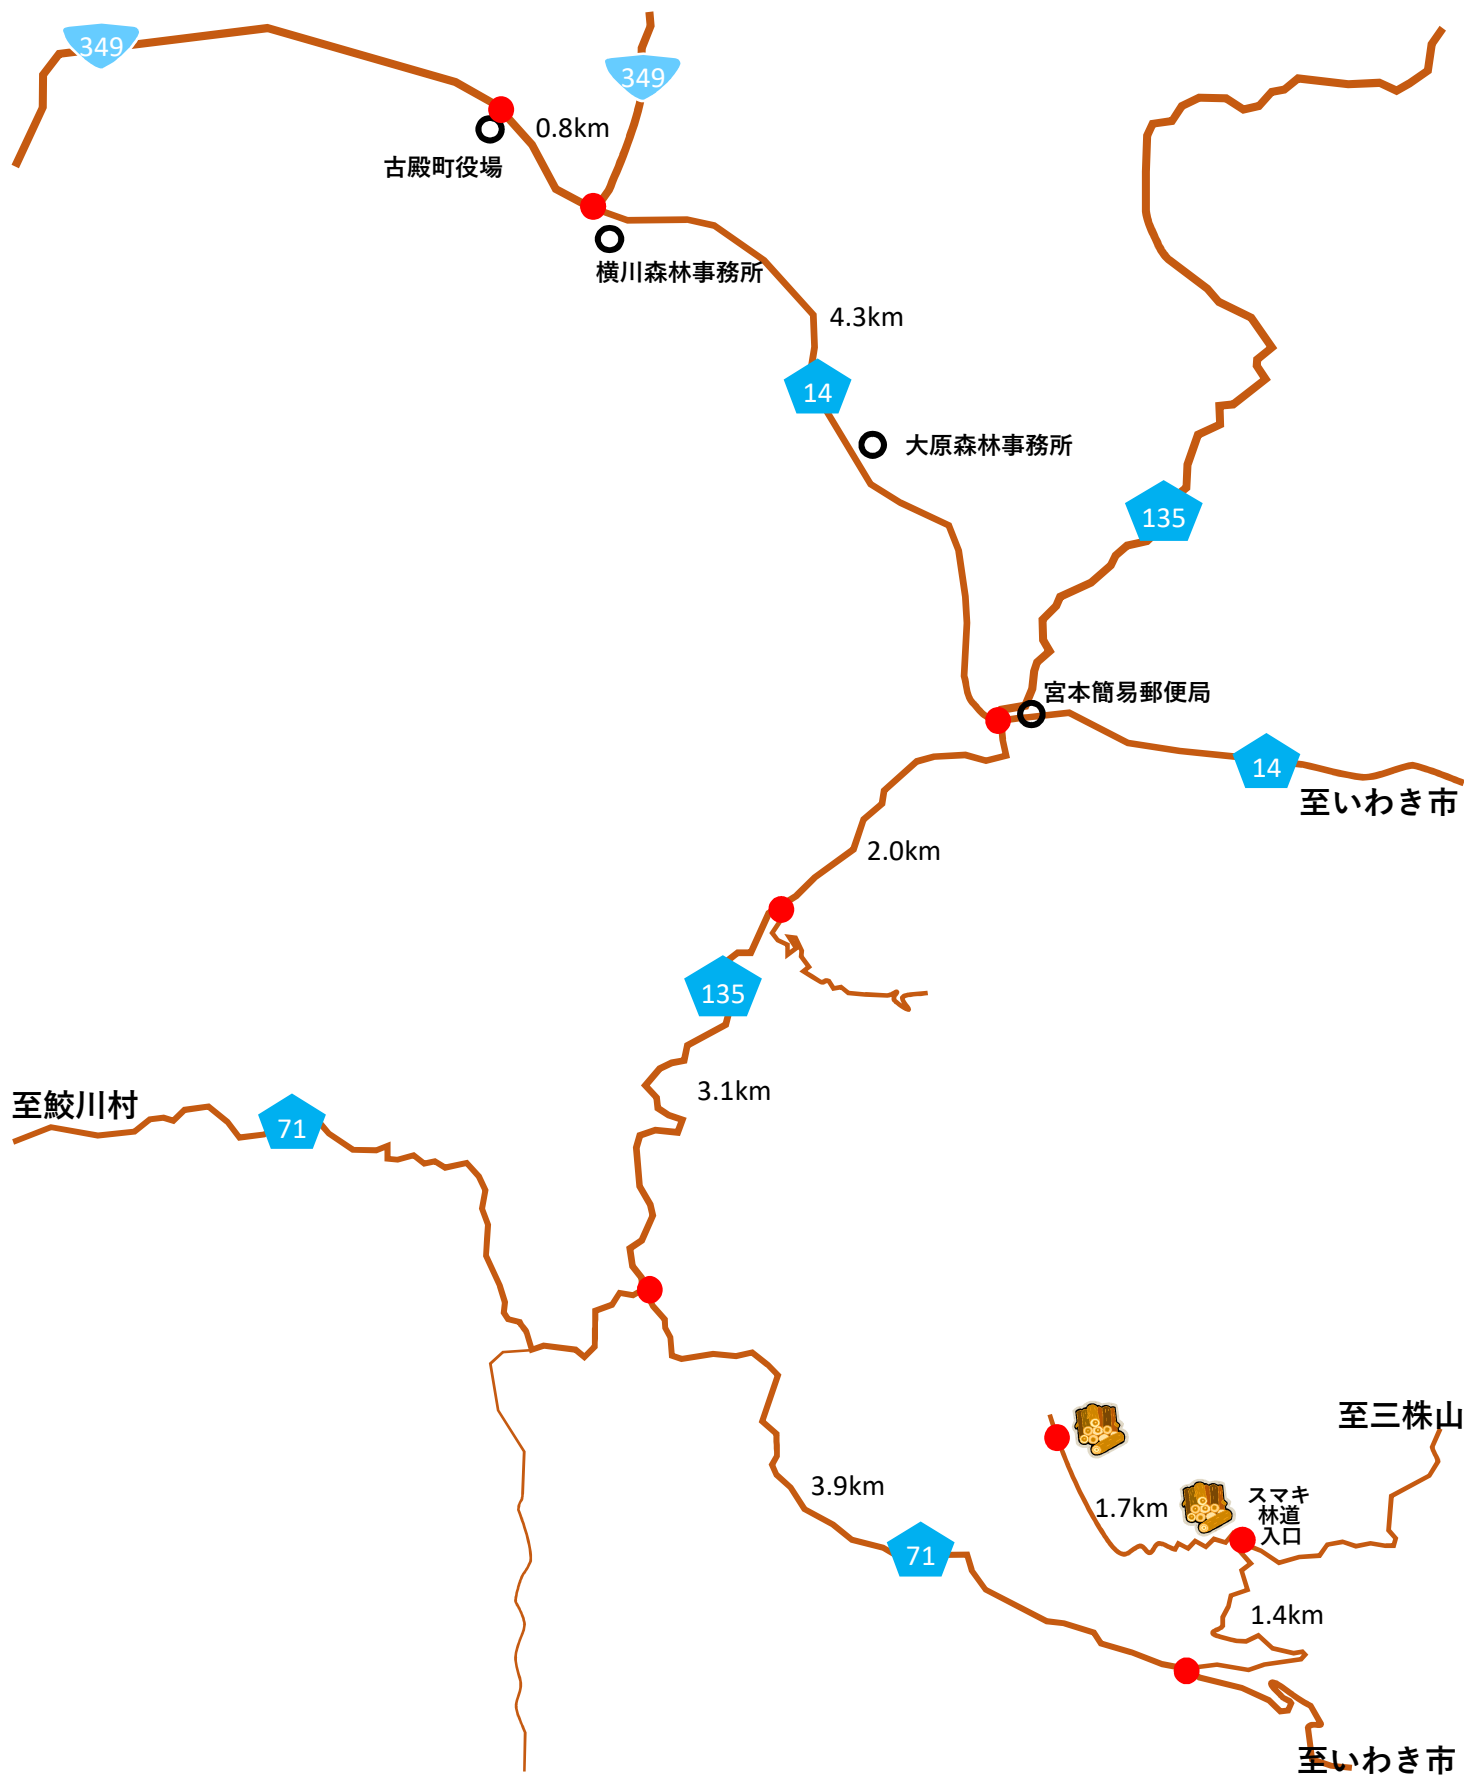 349
349
0.8km
古殿町役場
横川森林事務所
4.3km
14
大原森林事務所
135
宮本簡易郵便局
14
至いわき市
2.0km
135
3.1km
至鮫川村
71
至三株山
3.9km
1.7km
スマキ
林道
入口
71
1.4km
至いわき市